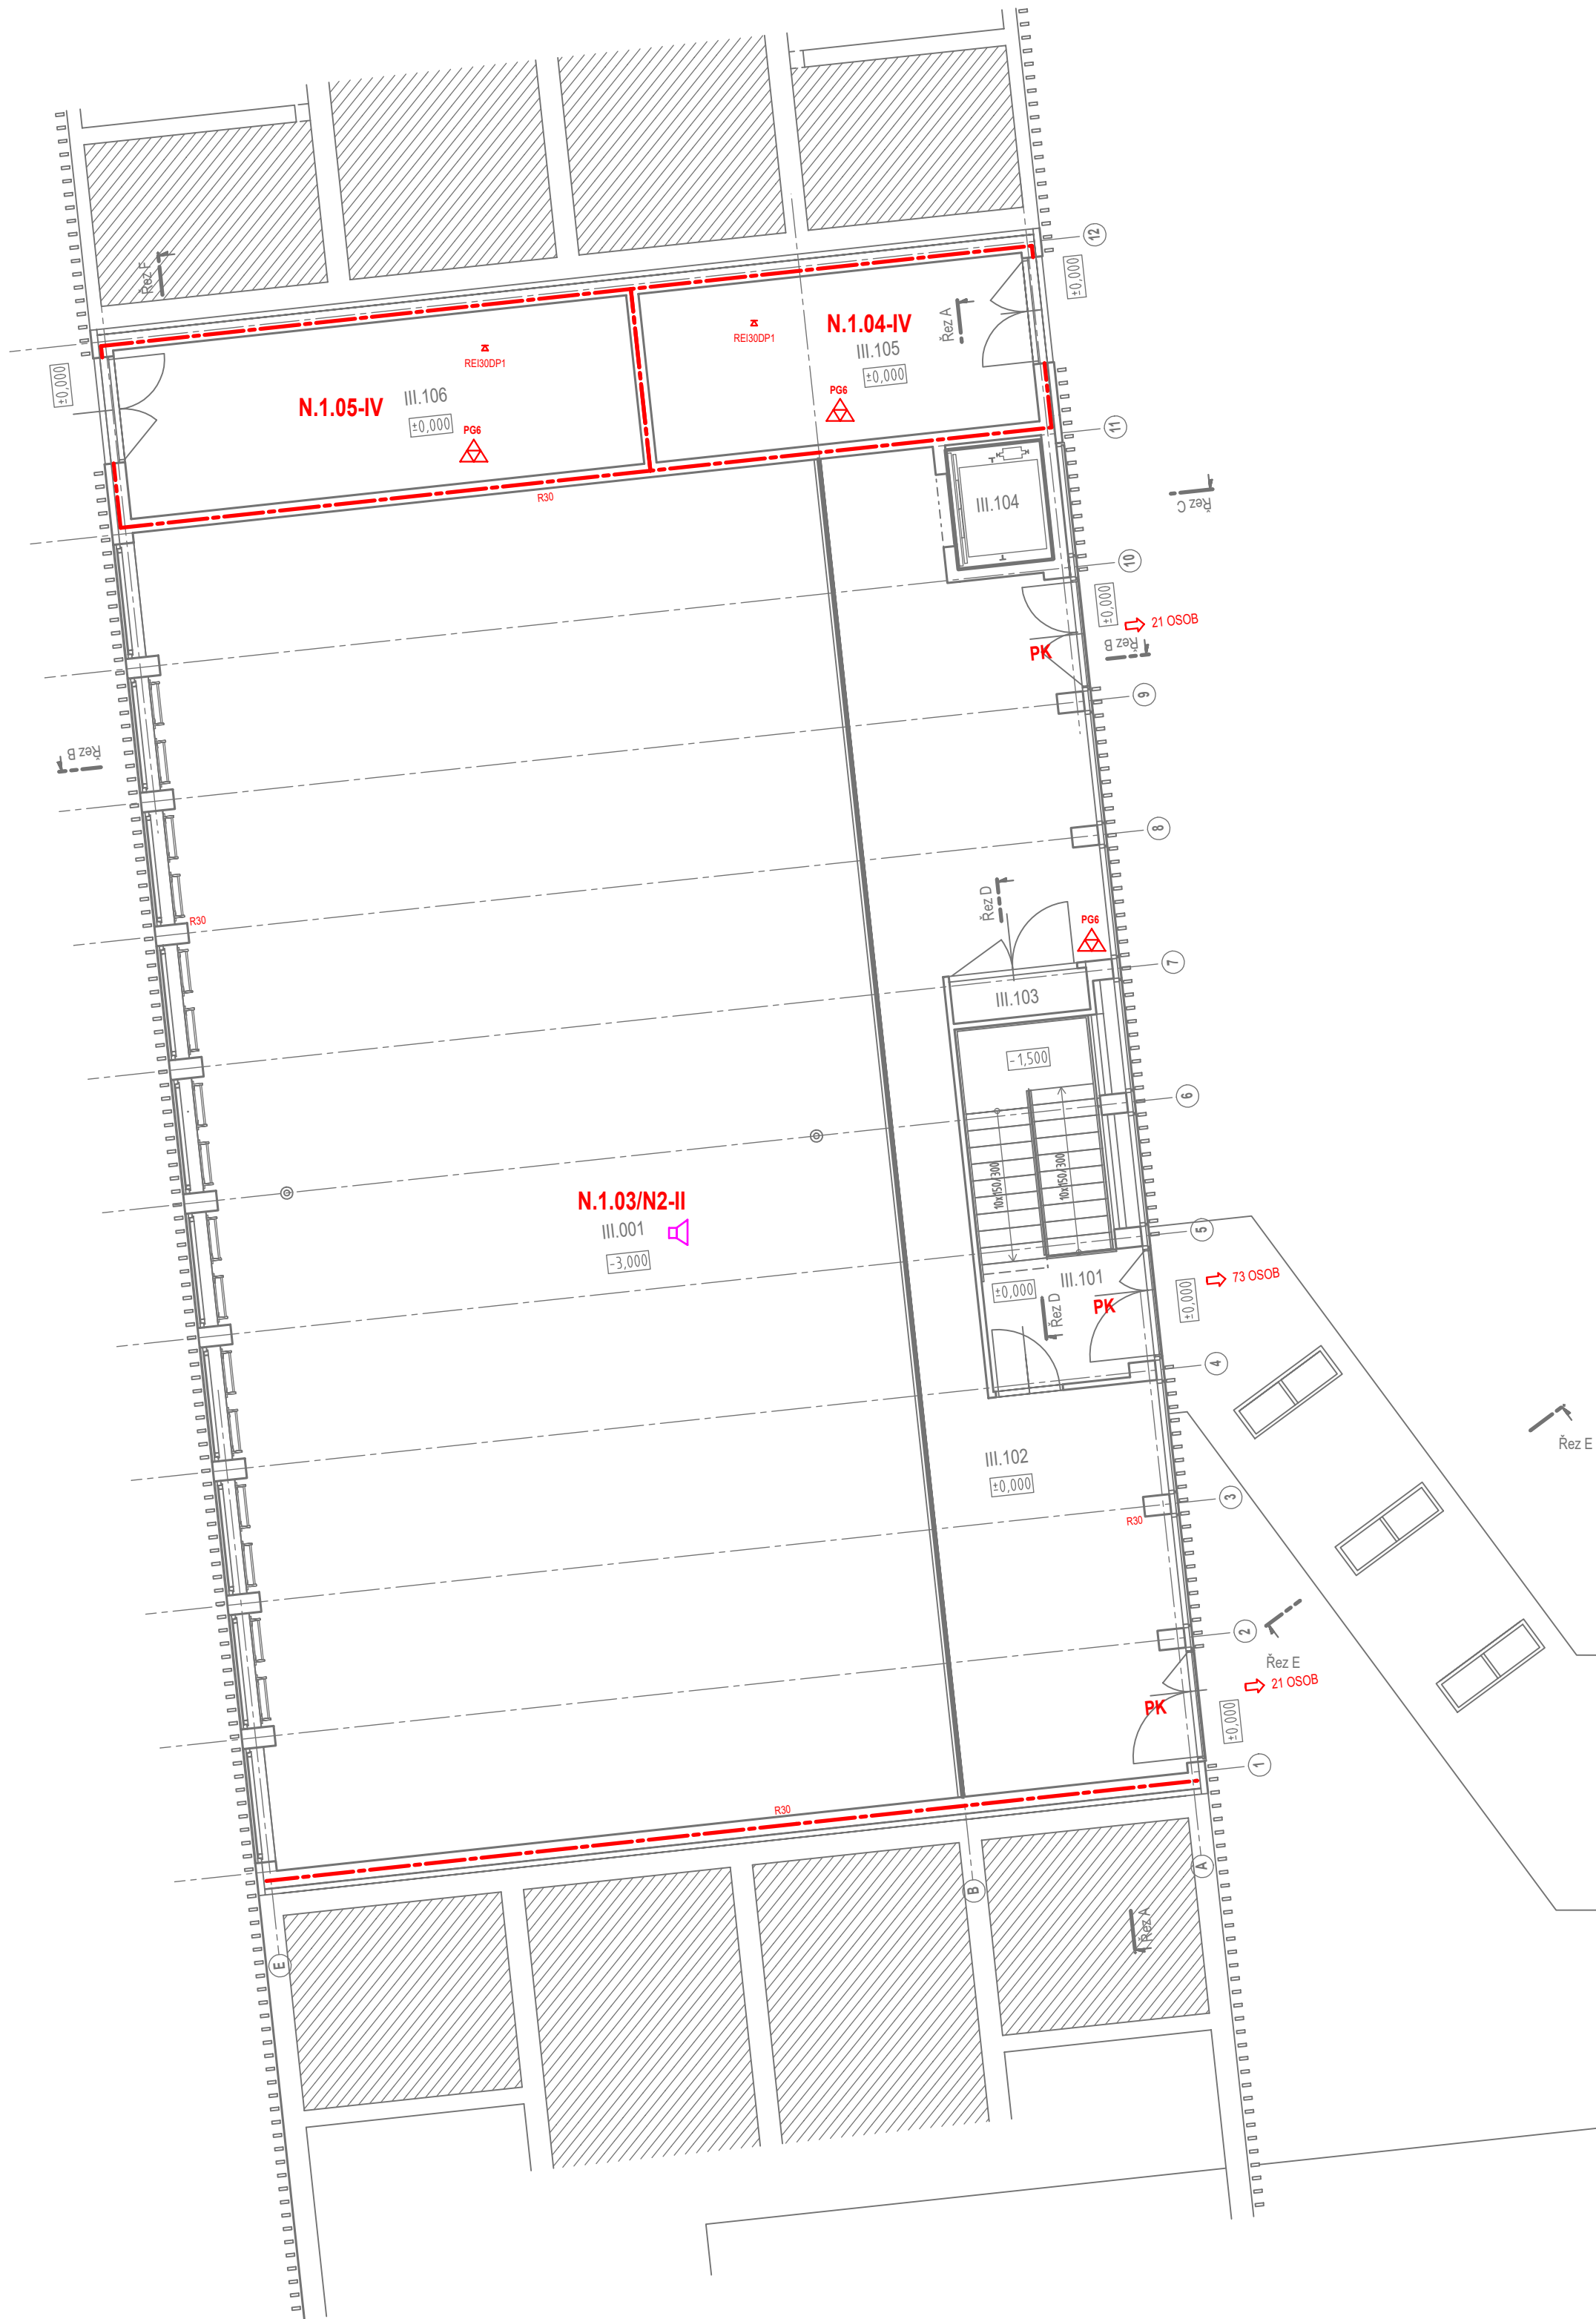 12
±0,000
Řez F
Řez A
N.1.04-IV
III.105
±0,000
REI30DP1
REI30DP1
PG6
±0,000
N.1.05-IV
III.106
±0,000
PG6
11
R30
III.104
Řez C
10
±0,000
21 OSOB
Řez B
PK
9
Řez B
8
Řez D
R30
PG6
7
III.103
-1,500
6
10x150/300
10x150/300
N.1.03/N2-II
III.001
-3,000
5
III.101
±0,000
PK
Řez D
±0,000
73 OSOB
4
Řez E
III.102
±0,000
3
R30
2
Řez E
21 OSOB
PK
±0,000
1
R30
A
B
Řez A
E